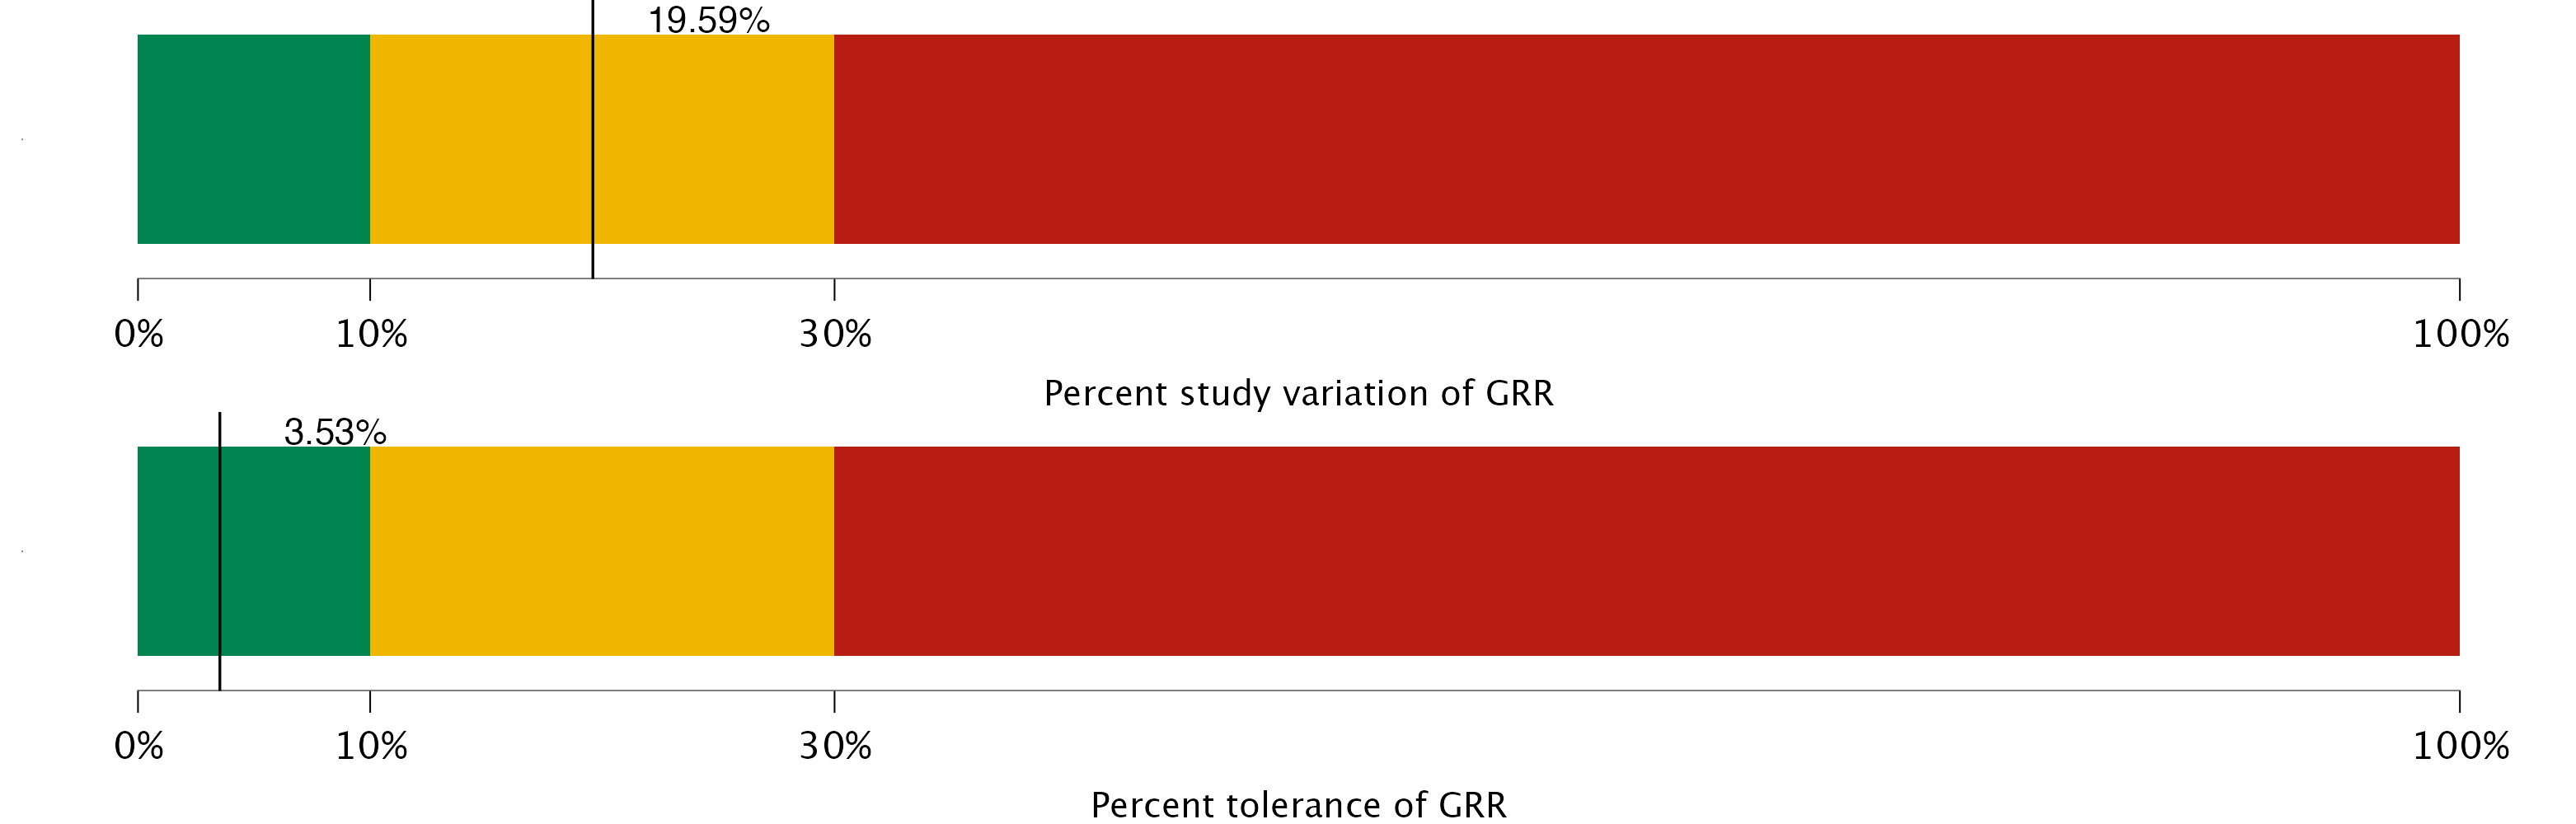 19.59%
0% 10% 30% 100%
Percent study variation of GRR
3.53%
0% 10% 30% 100%
Percent tolerance of GRR